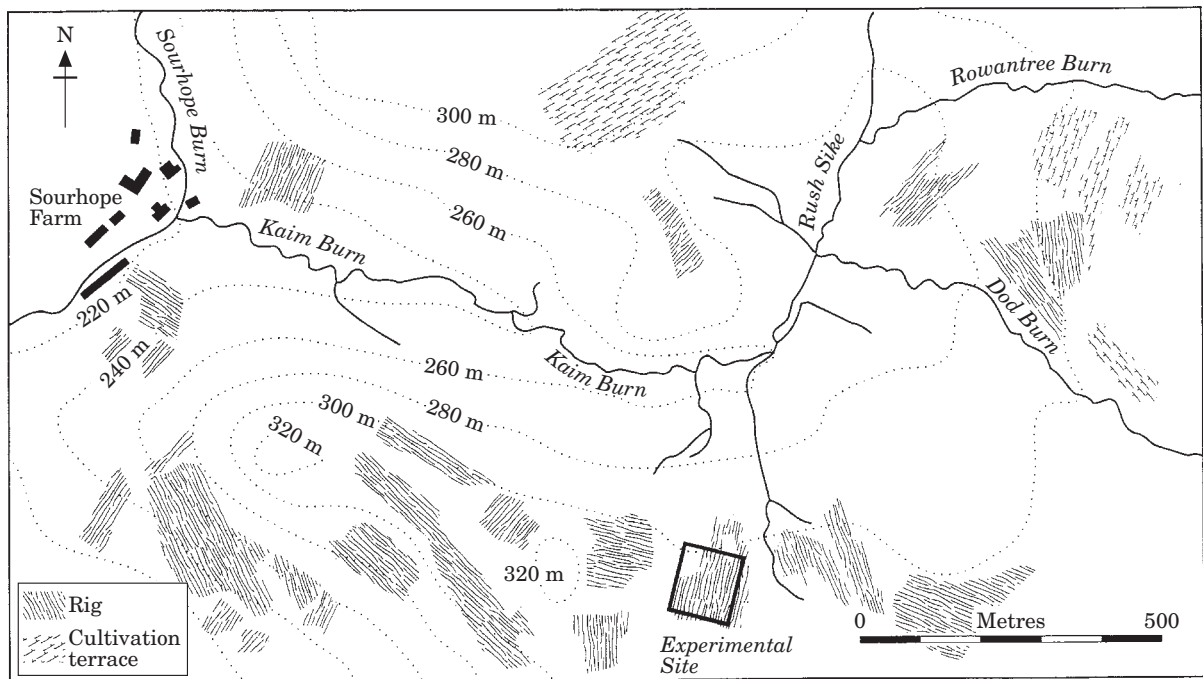 N
Sourhope Burn
Rowantree Burn
300 m
280 m
Rush Sike
Sourhope
Farm
260 m
Kaim Burn
220 m
Dod Burn
240 m
260 m
Kaim Burn
300 m
280 m
320 m
320 m
Rig
Cultivation
terrace
Experimental
Site
0 Metres 500